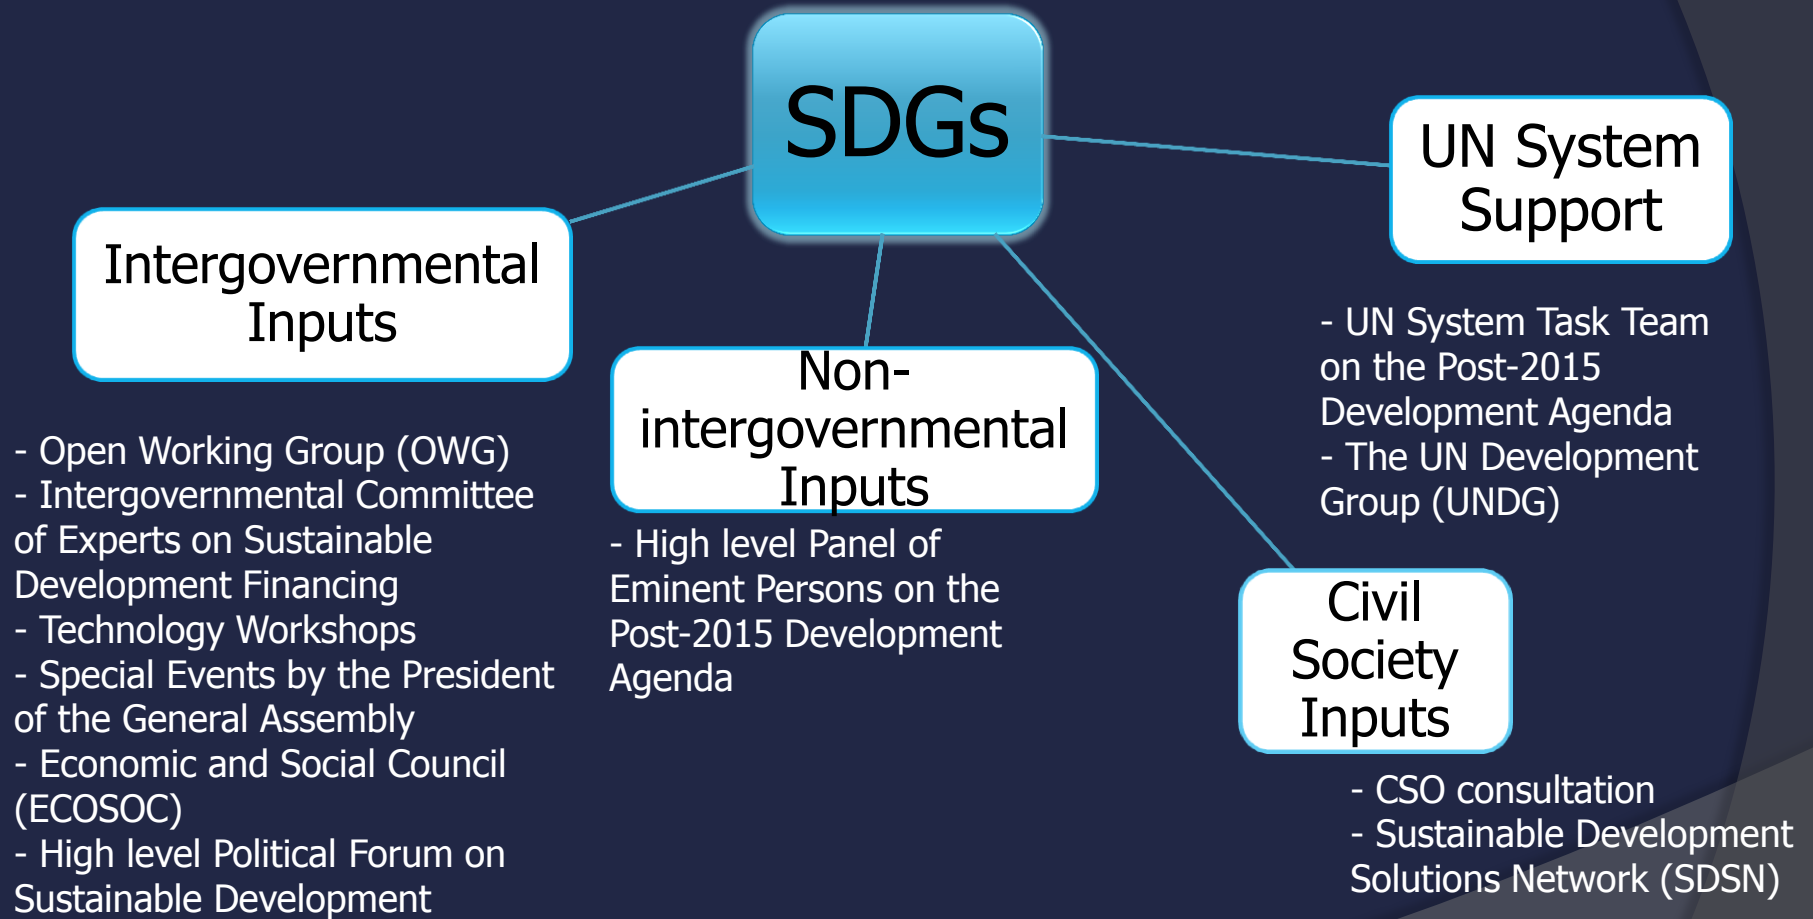 SDGs
Intergovernmental
Inputs
- Open Working Group (OWG)
- Intergovernmental Committee
of Experts on Sustainable
Development Financing
- Technology Workshops
- Special Events by the President
of the General Assembly
- Economic and Social Council
(ECOSOC)
- High level Political Forum on
Sustainable Development
Non-
intergovernmental
Inputs
- High level Panel of
Eminent Persons on the
Post-2015 Development
Agenda
UN System
Support
- UN System Task Team
on the Post-2015
Development Agenda
- The UN Development
Group (UNDG)
Civil
Society
Inputs
- CSO consultation
- Sustainable Development
Solutions Network (SDSN)